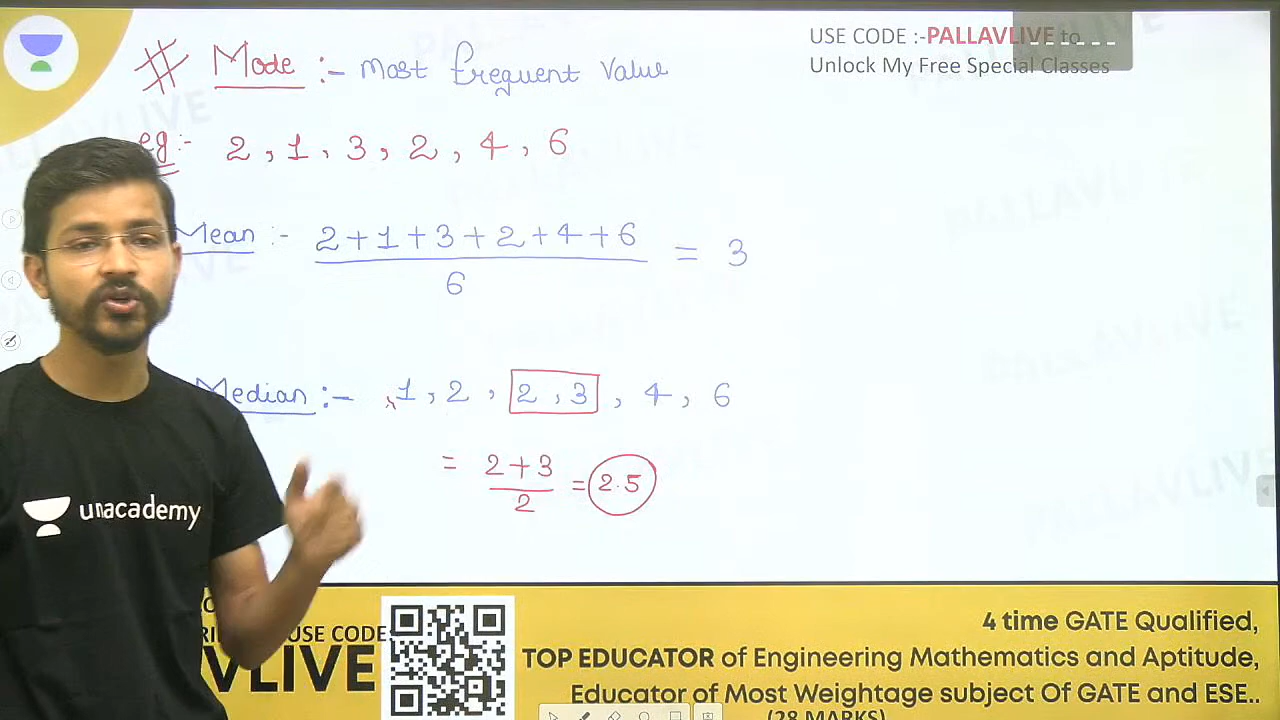 USE CODE :-PALLAVLIVE to
Unlock My Free Special Classes
# Mode :- Most frequent Value
eg :- 2 , 1 , 3 , 2 , 4 , 6
Mean :- 2+1+3+2+4+6 / 6 = 3
Median :- 1 , 2 , 2 , 3 , 4 , 6
= 2+3 / 2 = 2.5
unacademy
USE CODE:
VLIVE
4 time GATE Qualified,
TOP EDUCATOR of Engineering Mathematics and Aptitude,
Educator of Most Weightage subject Of GATE and ESE..
(28 MARKS)